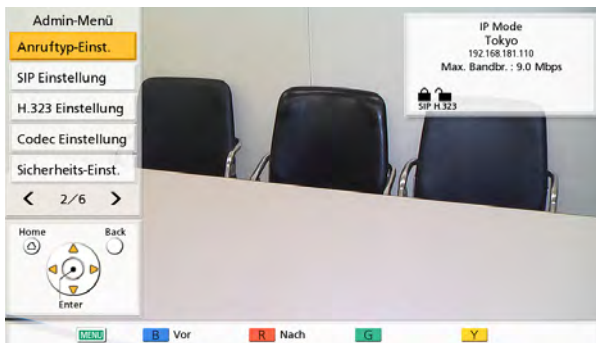 Admin-Menü
Anruftyp-Einst.
SIP Einstellung
H.323 Einstellung
Codec Einstellung
Sicherheits-Einst.
2/6
Home
Back
Enter
IP Mode
Tokyo
192.168.181.110
Max. Bandbr. : 9.0 Mbps
SIP H.323
MENU
B Vor
R Nach
G
Y